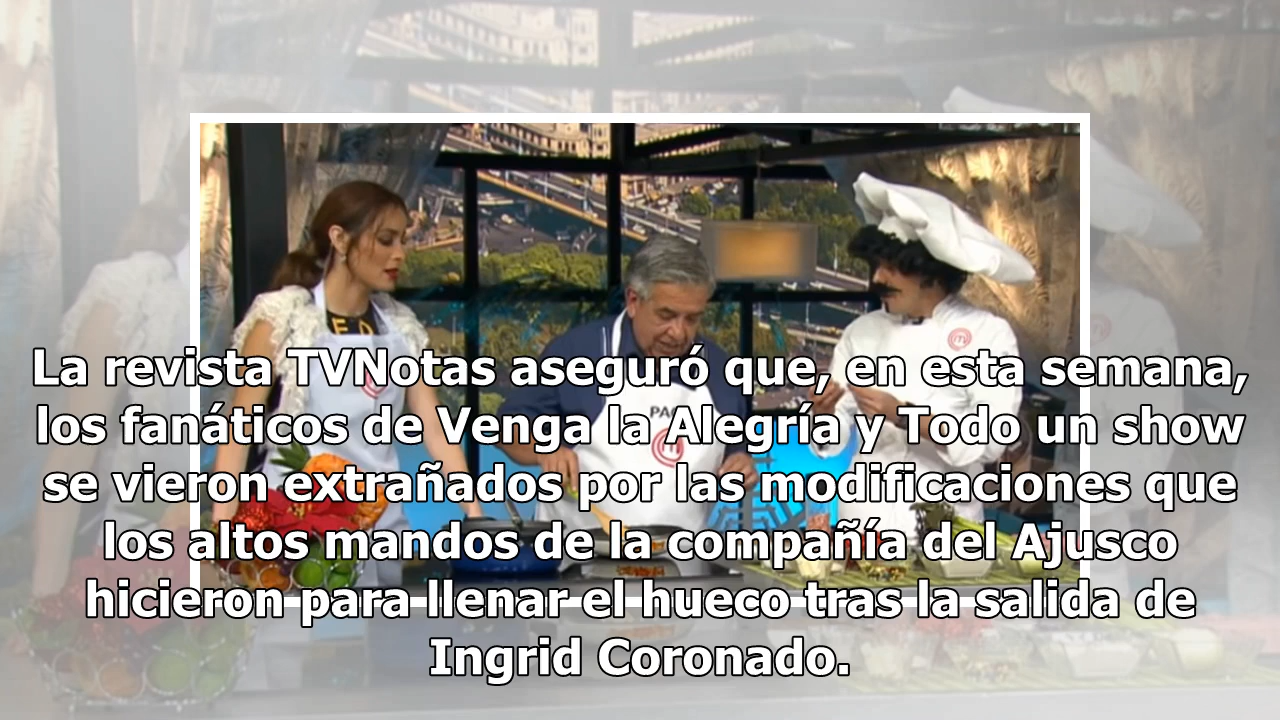 La revista TVNotas aseguró que, en esta semana,
los fanáticos de Venga la Alegría y Todo un show
se vieron extrañados por las modificaciones que
los altos mandos de la compañía del Ajusco
hicieron para llenar el hueco tras la salida de
Ingrid Coronado.